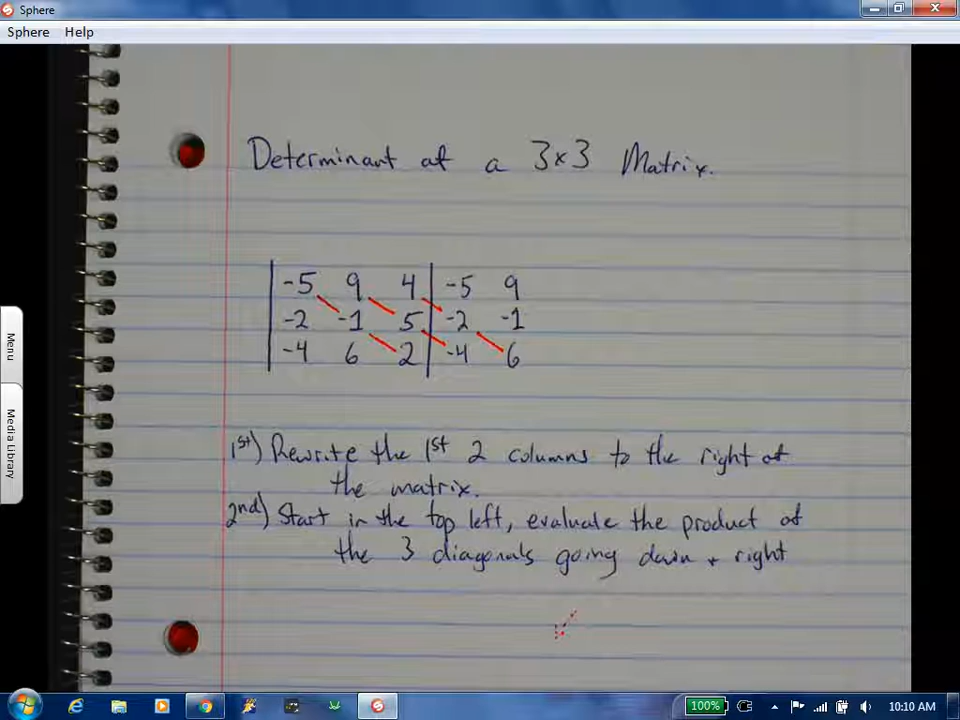 Sphere
Sphere Help
Determinant of a 3×3 Matrix.
-5 9 4 -5 9
-2 -1 5 -2 -1
-4 6 2 -4 6
1st) Rewrite the 1st 2 columns to the right of
the matrix.
2nd) Start in the top left, evaluate the product of
the 3 diagonals going down + right
Menu
Media Library
100%
10:10 AM